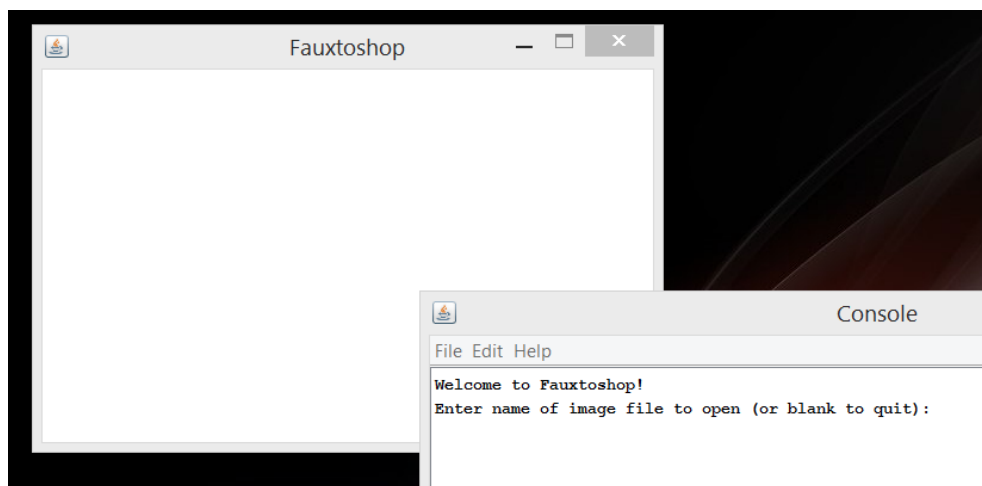 Fauxtoshop
Console
File Edit Help
Welcome to Fauxtoshop!
Enter name of image file to open (or blank to quit):